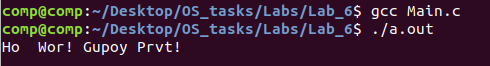 comp@comp:~/Desktop/OS_tasks/Labs/Lab_6$ gcc Main.c
comp@comp:~/Desktop/OS_tasks/Labs/Lab_6$ ./a.out
Ho  Wor! Gupoy Prvt!